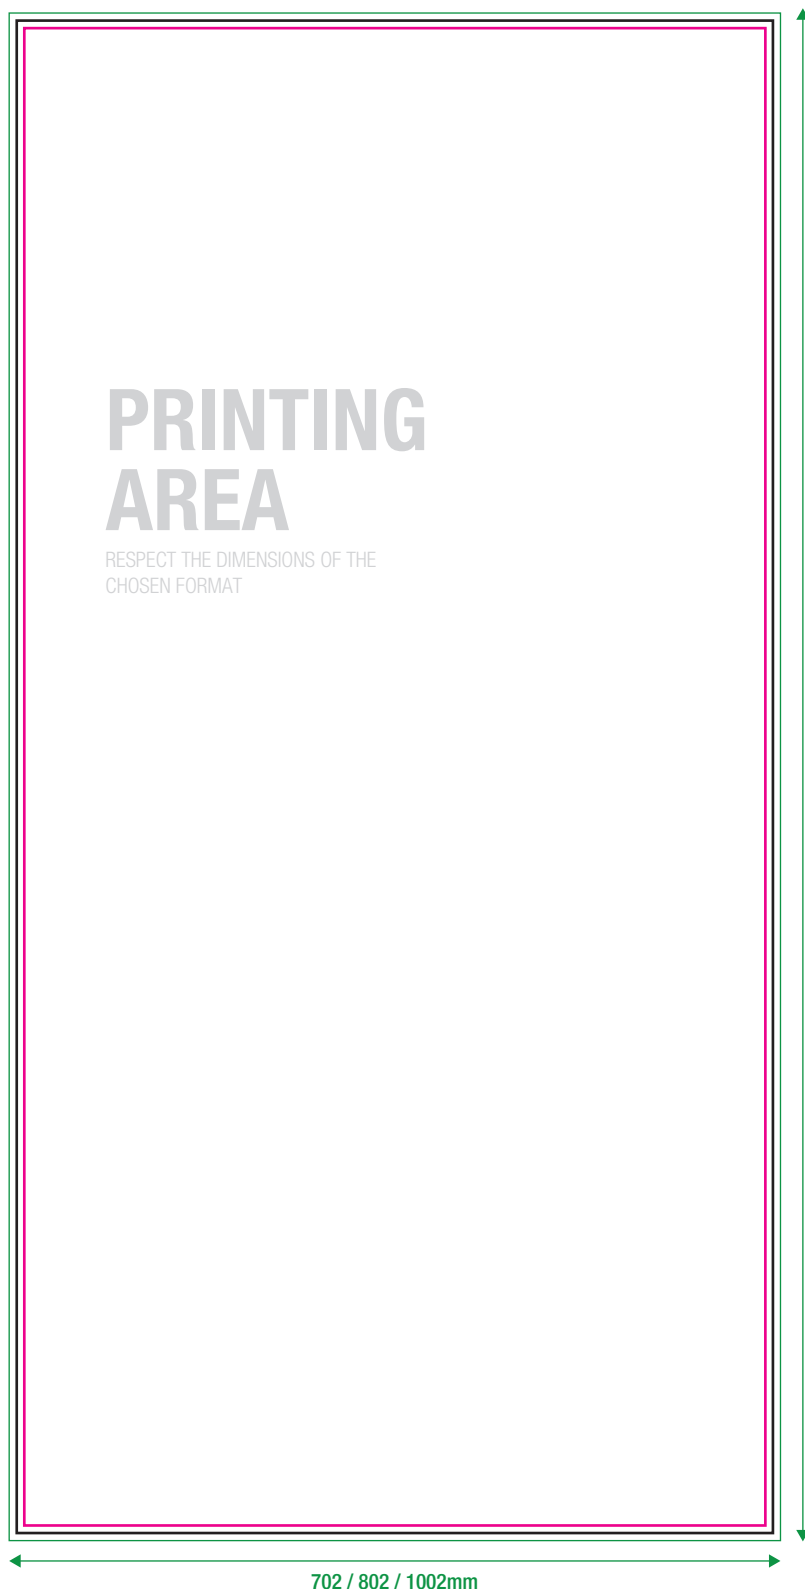 PRINTING
AREA
RESPECT THE DIMENSIONS OF THE
CHOSEN FORMAT
702 / 802 / 1002mm